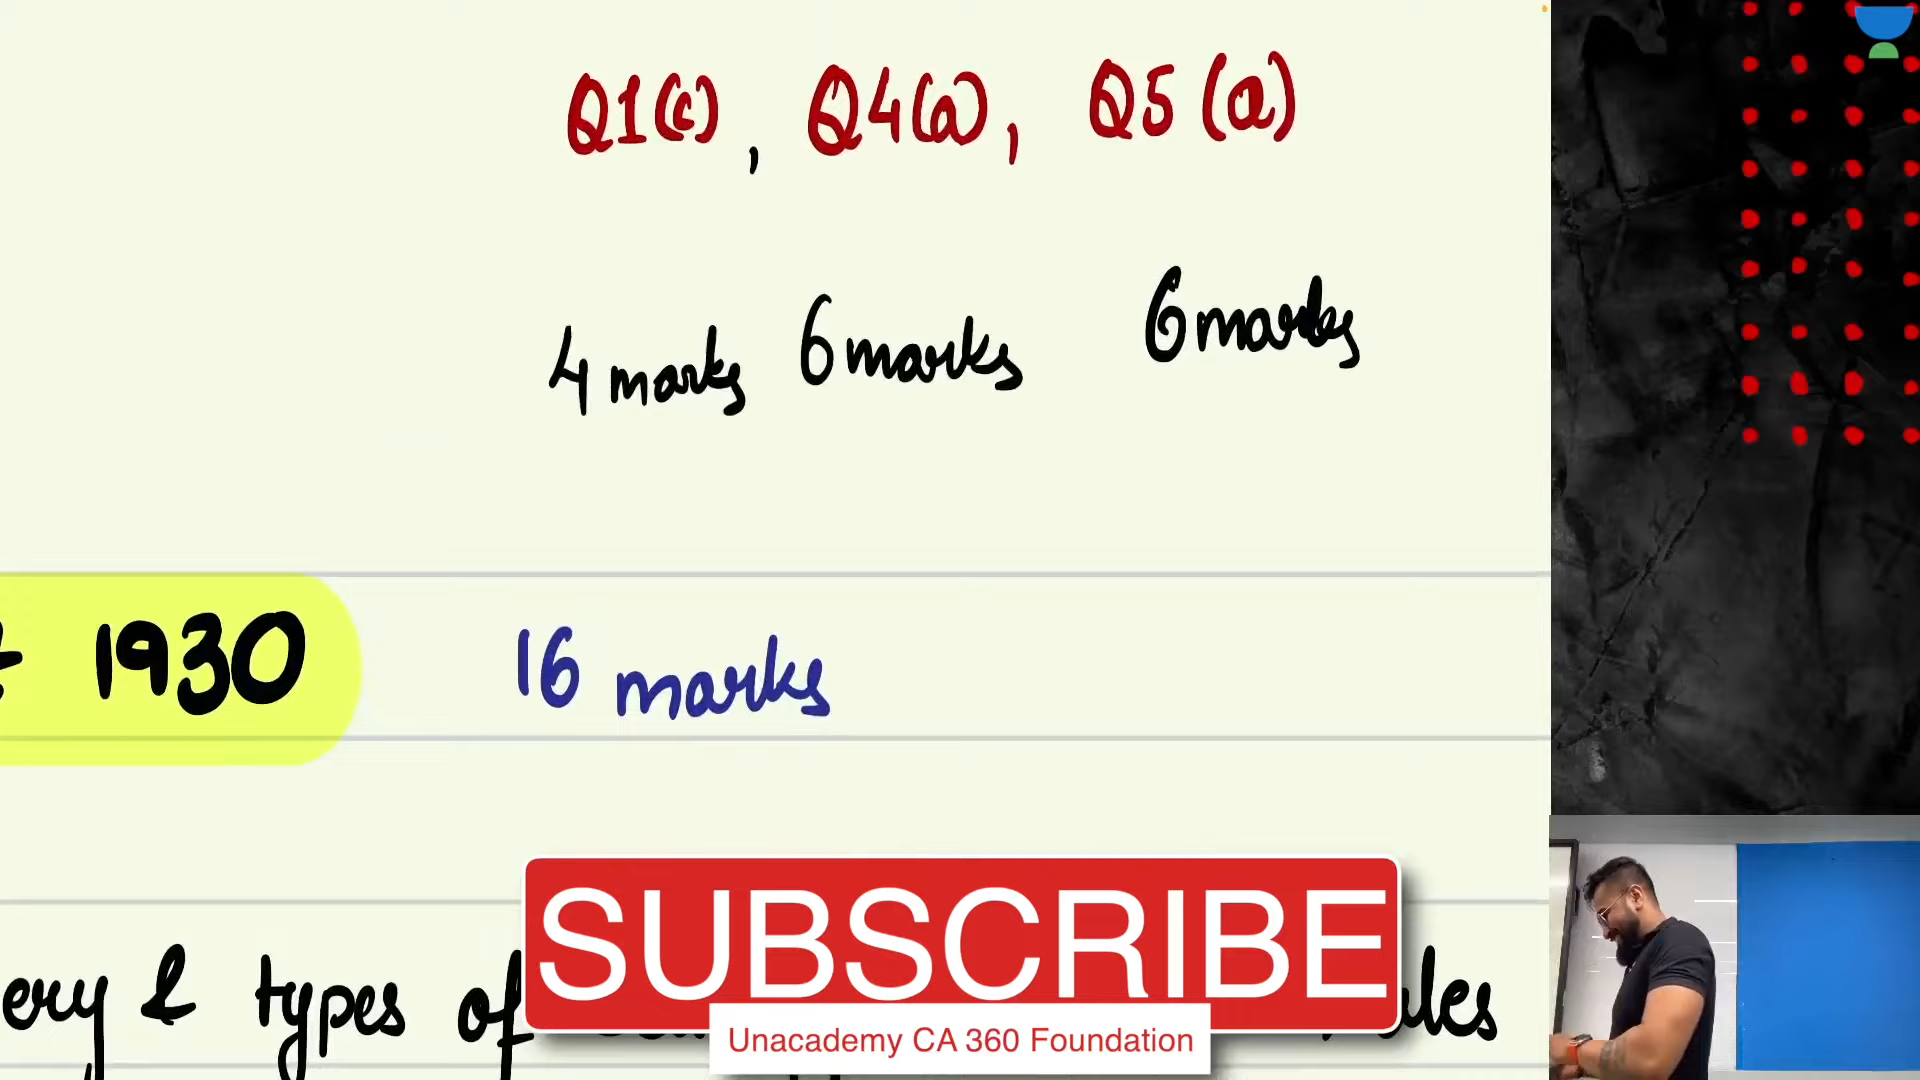 Q1(c), Q4(a), Q5(a)
4 marks 6 marks 6 marks
1930 16 marks
ery & types of
SUBSCRIBE
Unacademy CA 360 Foundation